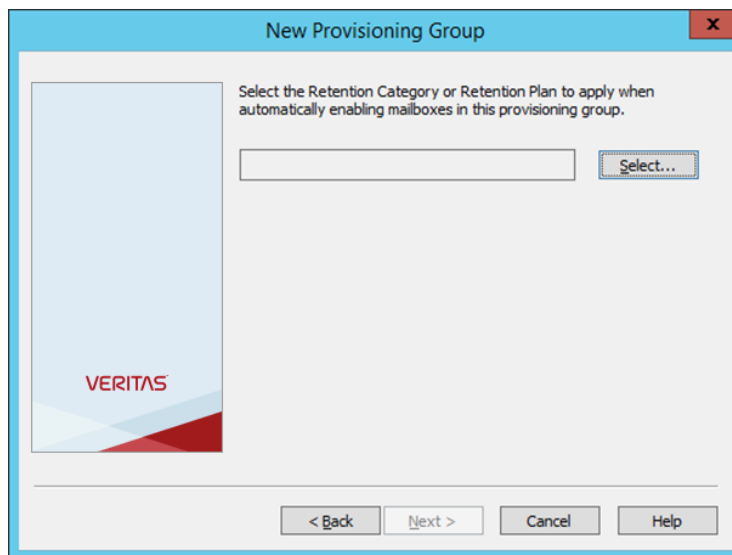 New Provisioning Group
x
Select the Retention Category or Retention Plan to apply when
automatically enabling mailboxes in this provisioning group.
Select...
VERITAS
< Back
Next >
Cancel
Help